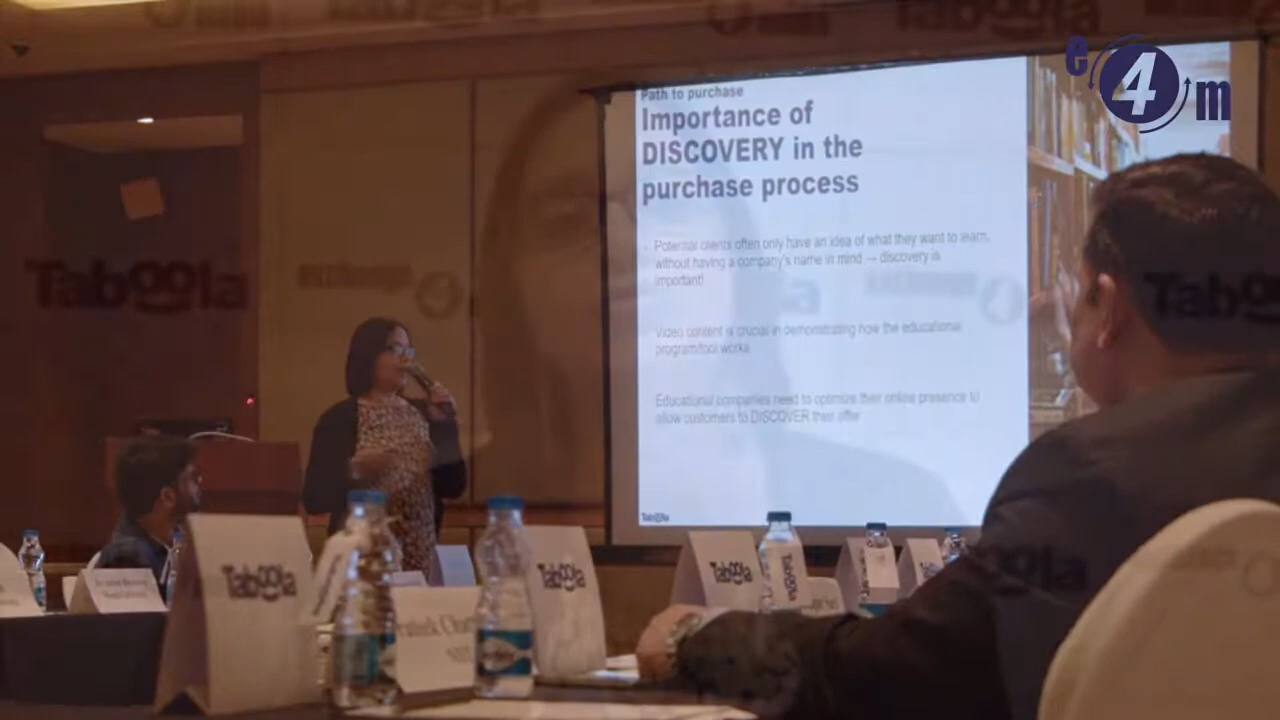 e4m
Path to purchase
Importance of
DISCOVERY in the
purchase process
Potential clients often only have an idea of what they want to learn,
without having a company's name in mind → discovery is
important!
Video content is crucial in demonstrating how the educational
program/tool works
Educational companies need to optimize their online presence to
allow customers to DISCOVER their offer
Taboola
Taboola
Taboola
Taboola
Taboola
Taboola
Taboola